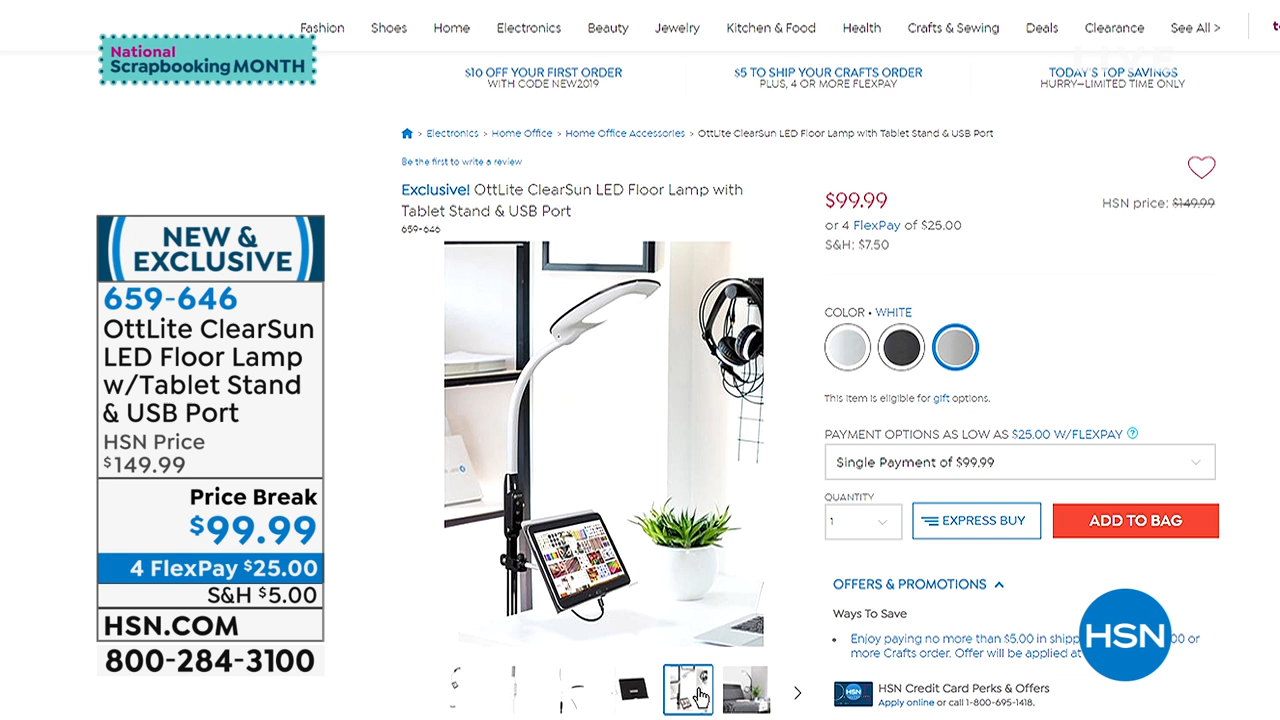 Fashion Shoes Home Electronics Beauty Jewelry Kitchen & Food Health Crafts & Sewing Deals Clearance See All >
National
Scrapbooking MONTH
$10 OFF YOUR FIRST ORDER
WITH CODE NEW2019
$5 TO SHIP YOUR CRAFTS ORDER
PLUS, 4 OR MORE FLEXPAY
TODAY'S TOP SAVINGS
HURRY—LIMITED TIME ONLY
LIVE
> Electronics > Home Office > Home Office Accessories > OttLite ClearSun LED Floor Lamp with Tablet Stand & USB Port
Be the first to write a review
Exclusive! OttLite ClearSun LED Floor Lamp with
Tablet Stand & USB Port
659-646
$99.99
HSN price: $149.99
or 4 FlexPay of $25.00
S&H: $7.50
COLOR • WHITE
This item is eligible for gift options.
PAYMENT OPTIONS AS LOW AS $25.00 W/FLEXPAY ?
Single Payment of $99.99
QUANTITY
1
EXPRESS BUY
ADD TO BAG
OFFERS & PROMOTIONS
Ways To Save
• Enjoy paying no more than $5.00 in shipp 00 or
more Crafts order. Offer will be applied at
HSN
HSN
HSN Credit Card Perks & Offers
Apply online or call 1-800-695-1418.
NEW &
EXCLUSIVE
659-646
OttLite ClearSun
LED Floor Lamp
w/Tablet Stand
& USB Port
HSN Price
$149.99
Price Break
$99.99
4 FlexPay $25.00
S&H $5.00
HSN.COM
800-284-3100